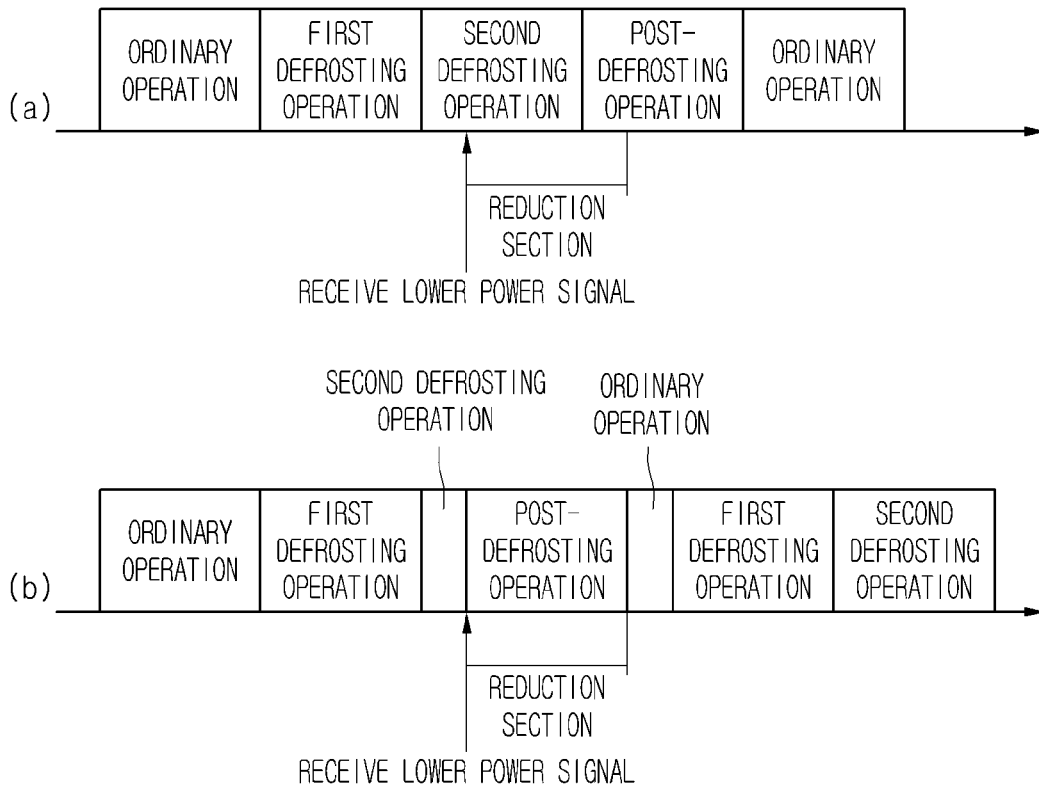 (a)
ORDINARY
OPERATION
FIRST
DEFROSTING
OPERATION
SECOND
DEFROSTING
OPERATION
POST-
DEFROSTING
OPERATION
ORDINARY
OPERATION
REDUCTION
SECTION
RECEIVE LOWER POWER SIGNAL
SECOND DEFROSTING
OPERATION
ORDINARY
OPERATION
(b)
ORDINARY
OPERATION
FIRST
DEFROSTING
OPERATION
POST-
DEFROSTING
OPERATION
FIRST
DEFROSTING
OPERATION
SECOND
DEFROSTING
OPERATION
REDUCTION
SECTION
RECEIVE LOWER POWER SIGNAL